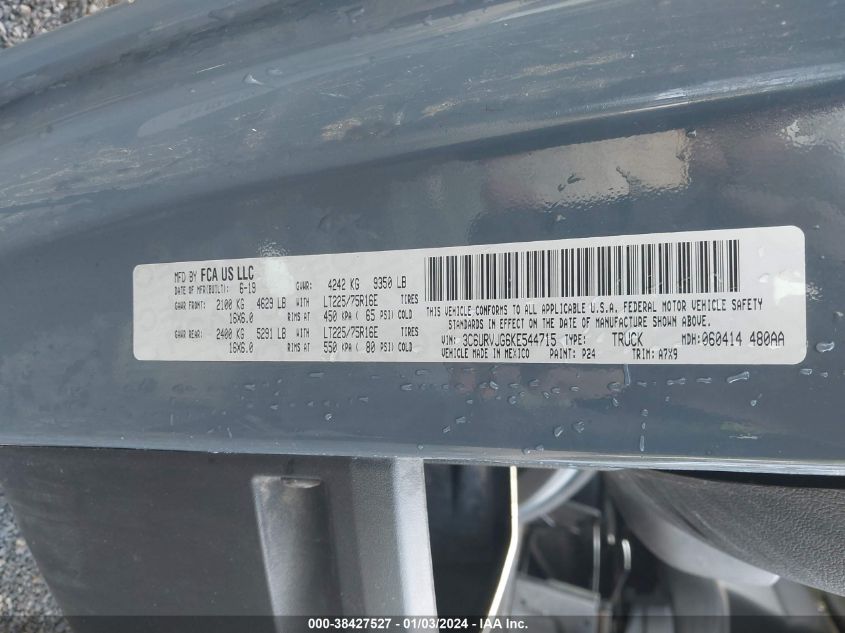 MFD BY FCA US LLC
DATE OF MFR(BUILT): 6-19 GVWR: 4242 KG 9350 LB
GAWR FRONT: 2100 KG 4629 LB WITH LT225/75R16E TIRES
16X6.0 RIMS AT 450 KPA ( 65 PSI) COLD
GAWR REAR: 2400 KG 5291 LB WITH LT225/75R16E TIRES
16X6.0 RIMS AT 550 KPA ( 80 PSI) COLD
THIS VEHICLE CONFORMS TO ALL APPLICABLE U.S.A. FEDERAL MOTOR VEHICLE SAFETY
STANDARDS IN EFFECT ON THE DATE OF MANUFACTURE SHOWN ABOVE.
VIN: 3C6URVJG6KE544715 TYPE: TRUCK MDH: 060414 480AA
MADE IN MEXICO PAINT: P24 TRIM: A7X9
000-38427527 - 01/03/2024 - IAA Inc.